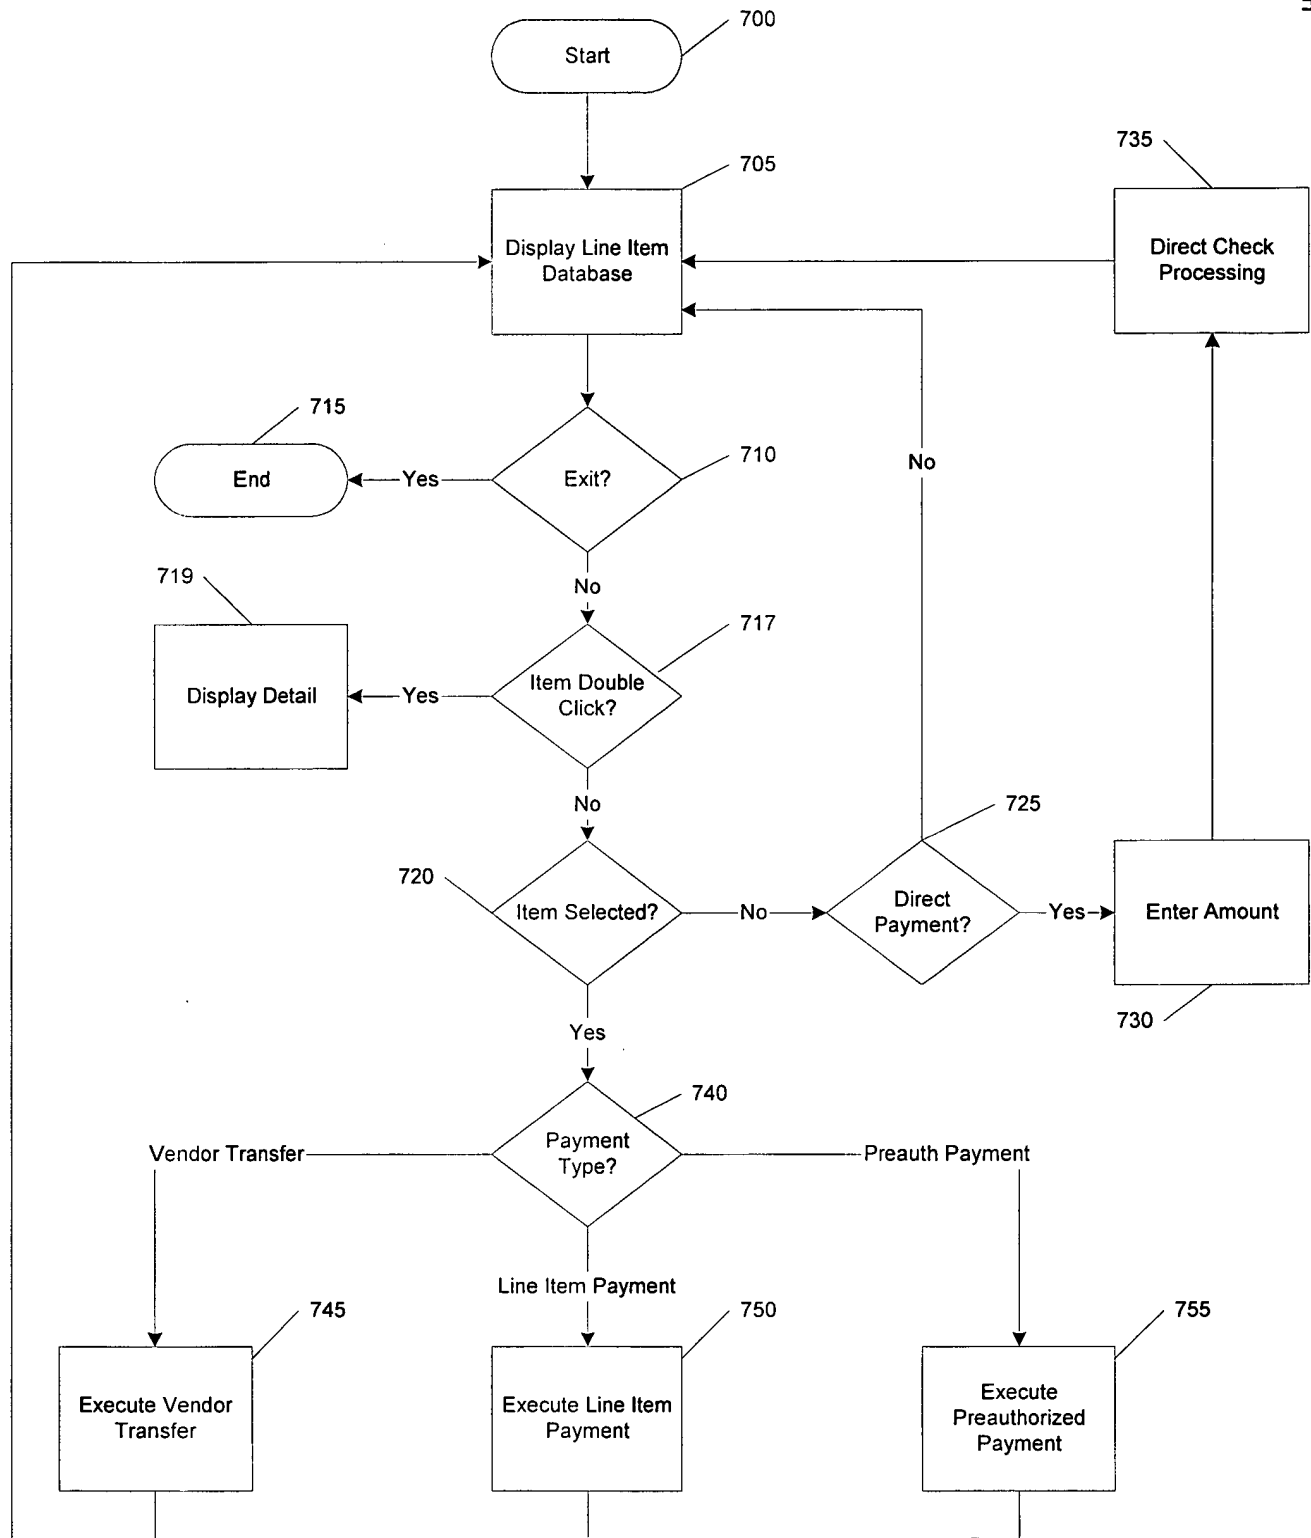 700
Start
705
735
Display Line Item
Database
Direct Check
Processing
715
End
Yes
Exit?
710
No
No
719
717
Display Detail
Yes
Item Double
Click?
No
725
720
Item Selected?
No
Direct
Payment?
Yes
Enter Amount
730
Yes
740
Vendor Transfer
Payment
Type?
Preauth Payment
Line Item Payment
745
750
755
Execute Vendor
Transfer
Execute Line Item
Payment
Execute
Preauthorized
Payment